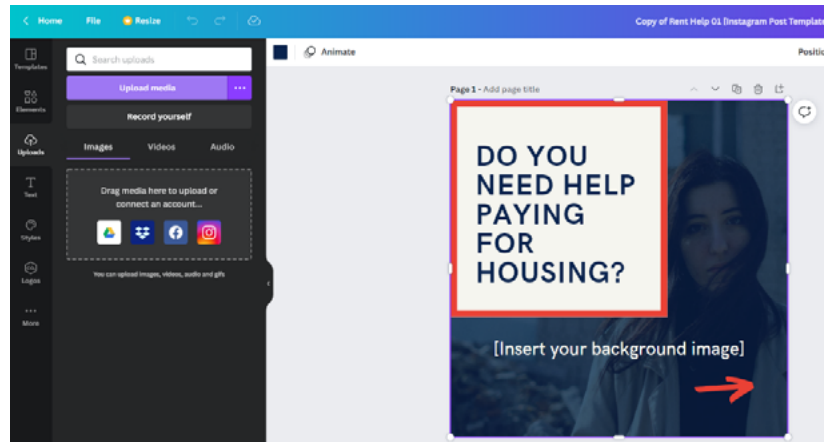 Home File Resize Copy of Rent Help 01 [Instagram Post Template
Templates
Elements
Uploads
Text
Styles
Logos
More
Search uploads
Upload media
Record yourself
Images Videos Audio
Drag media here to upload or
connect an account...
You can upload images, videos, audio and gifs
Animate
Positio
Page 1 - Add page title
DO YOU
NEED HELP
PAYING
FOR
HOUSING?
[Insert your background image]